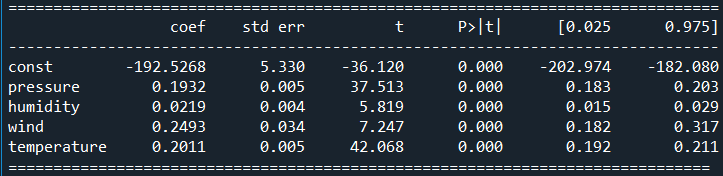 coef std err t P>|t| [0.025 0.975]
const -192.5268 5.330 -36.120 0.000 -202.974 -182.080
pressure 0.1932 0.005 37.513 0.000 0.183 0.203
humidity 0.0219 0.004 5.819 0.000 0.015 0.029
wind 0.2493 0.034 7.247 0.000 0.182 0.317
temperature 0.2011 0.005 42.068 0.000 0.192 0.211